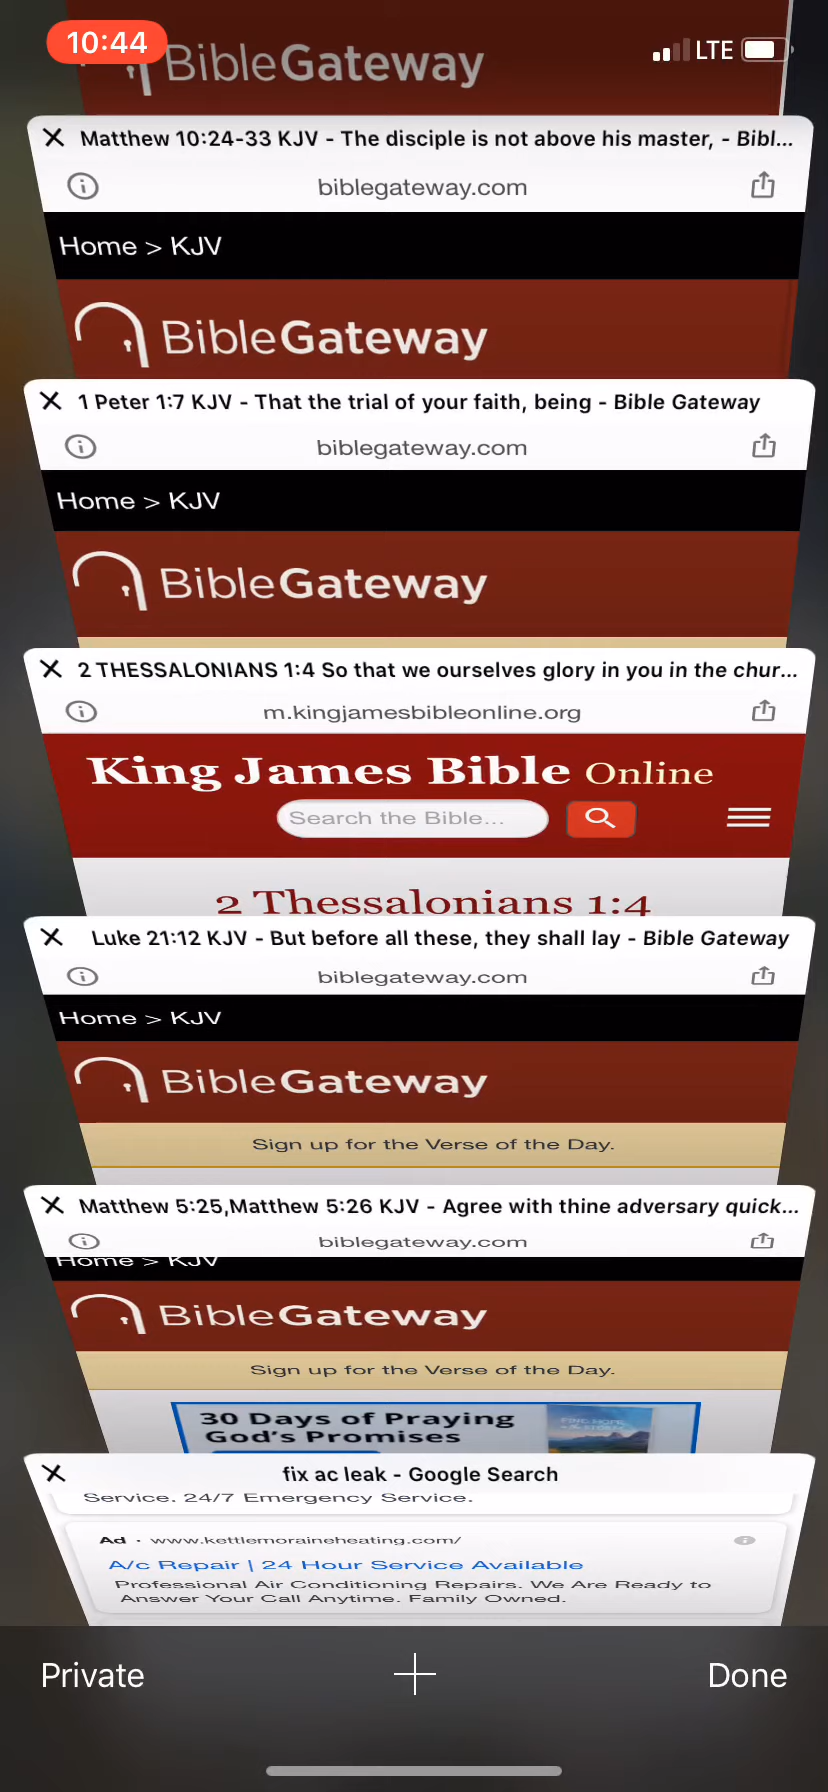 10:44
LTE
BibleGateway
Matthew 10:24-33 KJV - The disciple is not above his master, - Bibl...
biblegateway.com
Home > KJV
BibleGateway
1 Peter 1:7 KJV - That the trial of your faith, being - Bible Gateway
biblegateway.com
Home > KJV
BibleGateway
2 THESSALONIANS 1:4 So that we ourselves glory in you in the chur...
m.kingjamesbibleonline.org
King James Bible Online
Search the Bible...
2 Thessalonians 1:4
Luke 21:12 KJV - But before all these, they shall lay - Bible Gateway
biblegateway.com
Home > KJV
BibleGateway
Sign up for the Verse of the Day.
Matthew 5:25,Matthew 5:26 KJV - Agree with thine adversary quick...
biblegateway.com
Home > KJV
BibleGateway
Sign up for the Verse of the Day.
30 Days of Praying
God's Promises
FIND HOPE
fix ac leak - Google Search
Service. 24/7 Emergency Service.
Ad · www.kettlemoraineheating.com/
A/c Repair | 24 Hour Service Available
Professional Air Conditioning Repairs. We Are Ready to
Answer Your Call Anytime. Family Owned.
Private
Done